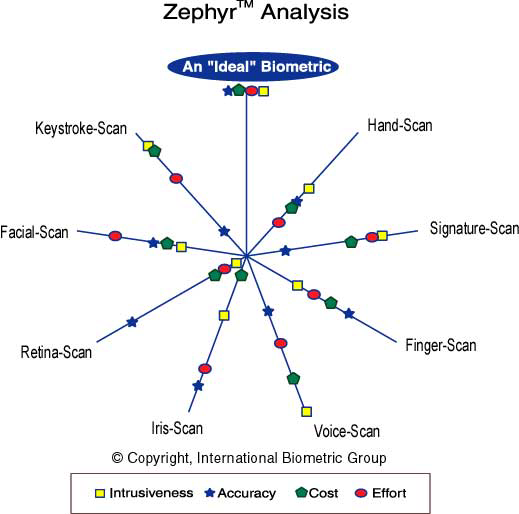 Zephyr™ Analysis
An "Ideal" Biometric
Keystroke-Scan
Hand-Scan
Facial-Scan
Signature-Scan
Retina-Scan
Finger-Scan
Iris-Scan
Voice-Scan
© Copyright, International Biometric Group
Intrusiveness Accuracy Cost Effort